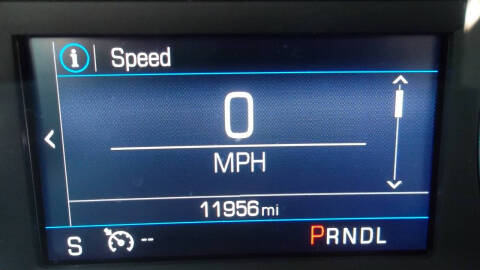 i Speed
0
MPH
11956 mi
S -- PRNDL